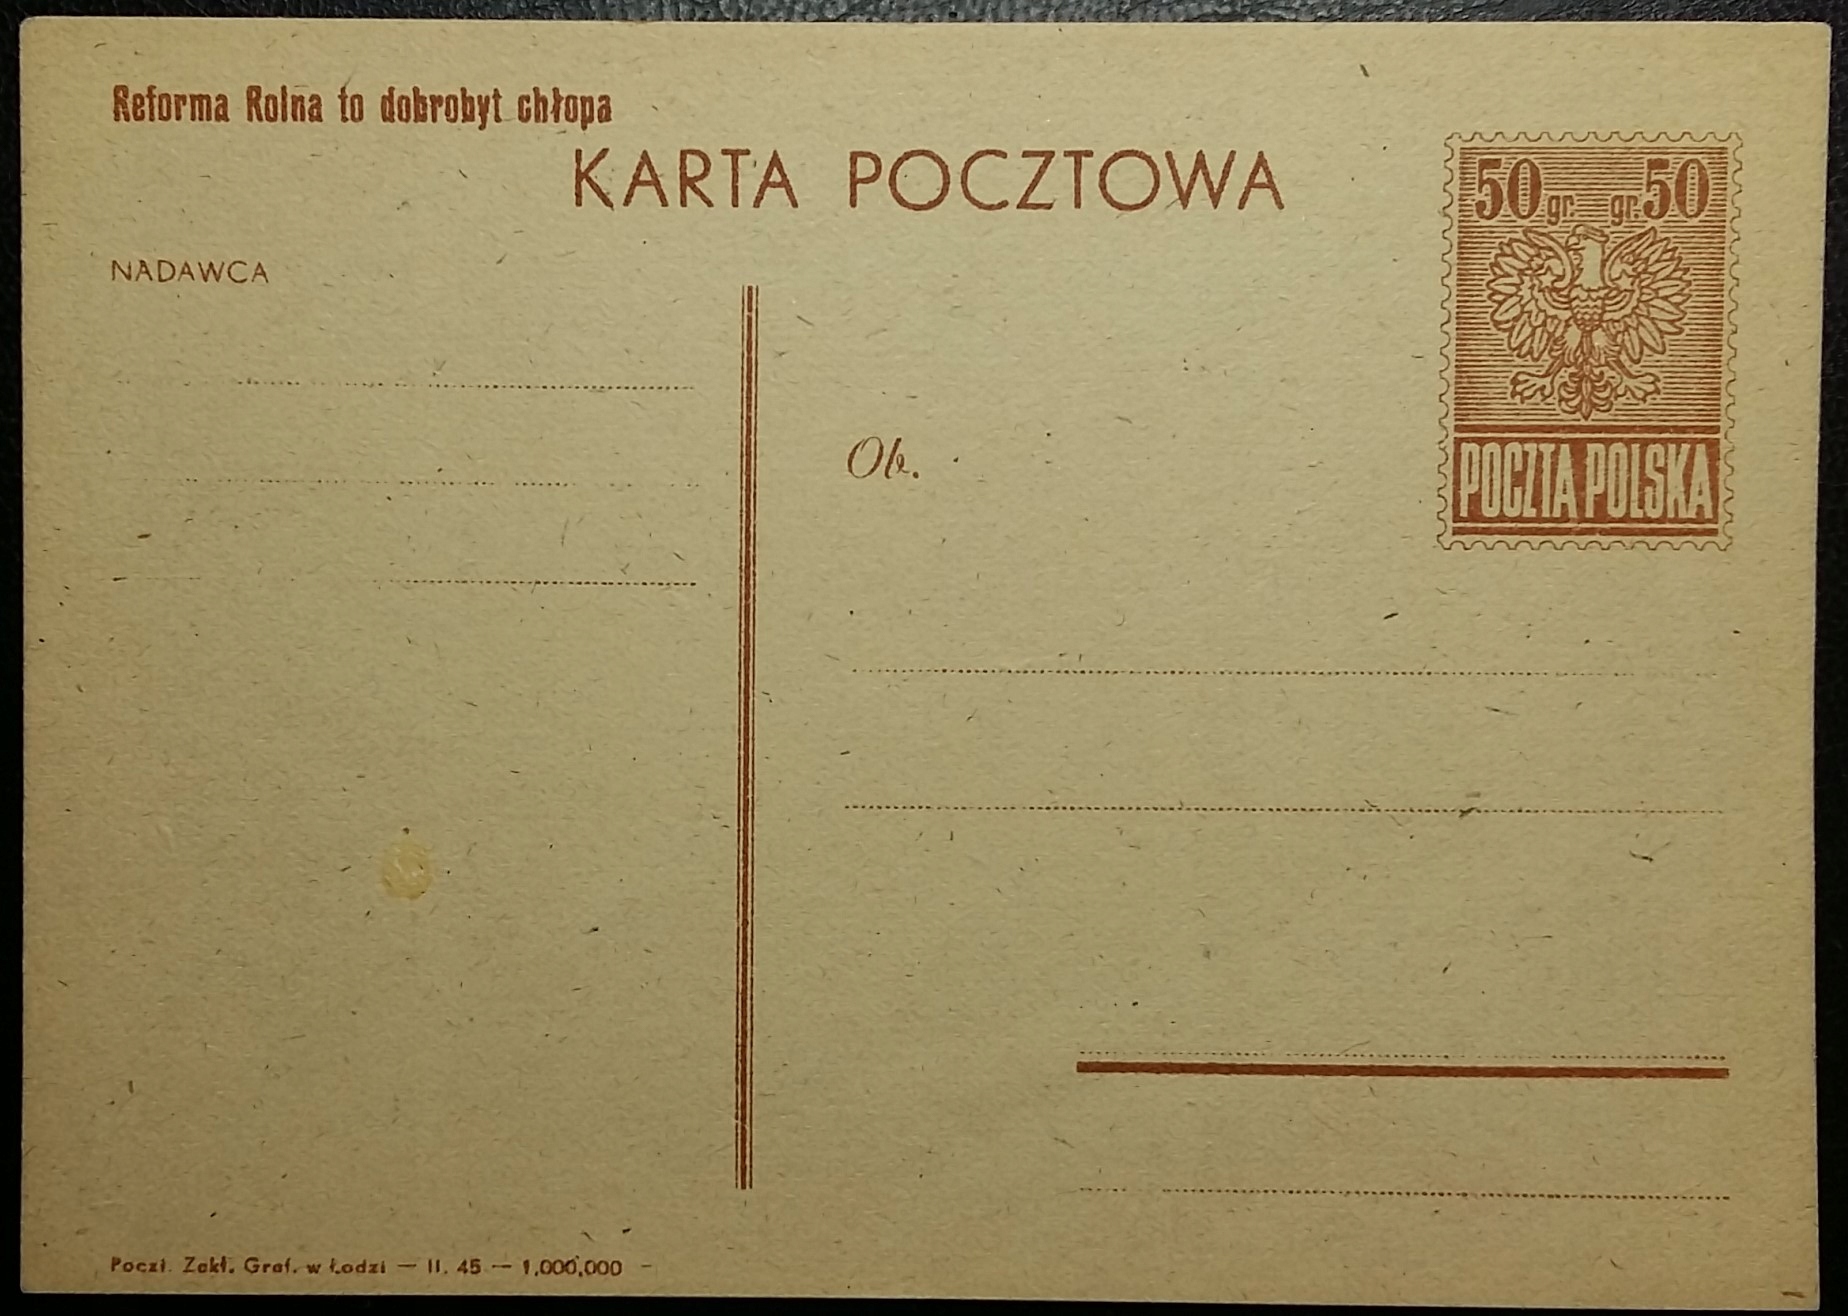 Reforma Rolna to dobrobyt chłopa
KARTA POCZTOWA
50 gr. gr. 50
POCZTA POLSKA
NADAWCA
Ob.
Poczt. Zakł. Graf. w Łodzi — II. 45 — 1,000,000 -